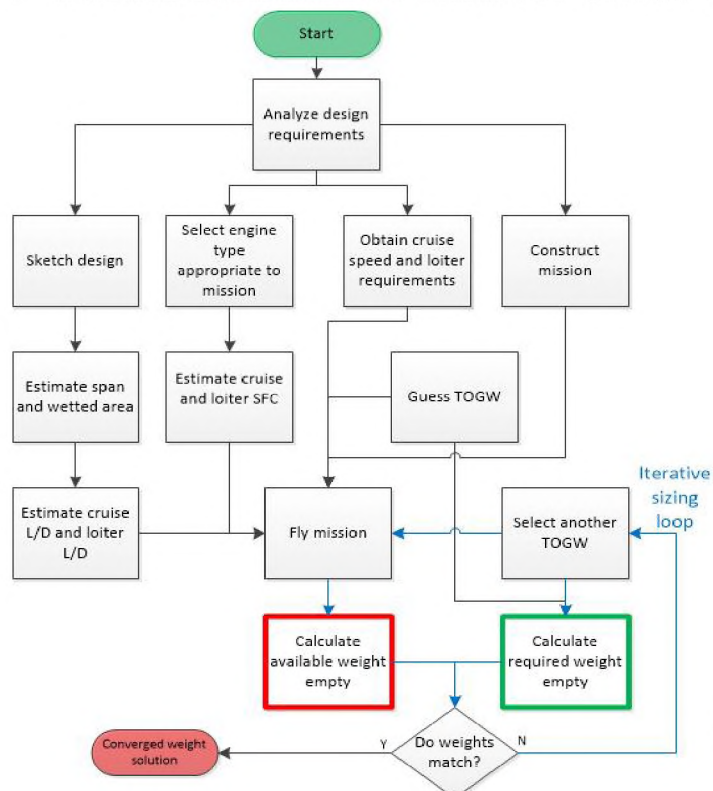 Start
Analyze design
requirements
Sketch design
Select engine
type
appropriate to
mission
Obtain cruise
speed and loiter
requirements
Construct
mission
Estimate span
and wetted area
Estimate cruise
and loiter SFC
Guess TOGW
Iterative
sizing
loop
Estimate cruise
L/D and loiter
L/D
Fly mission
Select another
TOGW
Calculate
available weight
empty
Calculate
required weight
empty
Converged weight
solution
Y
Do weights
match?
N